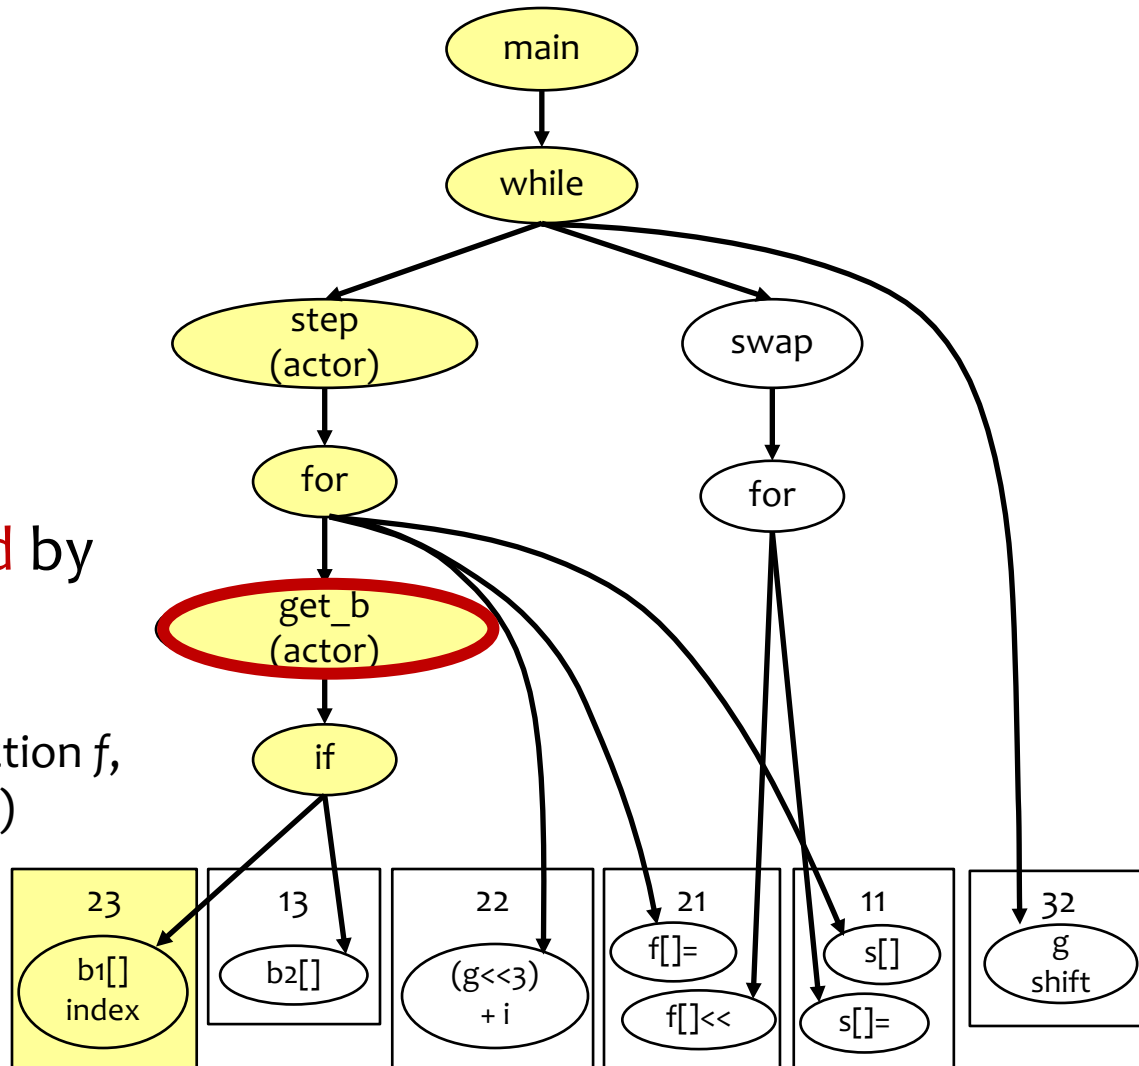 main
while
step
(actor)
swap
for
for
by
get_b
(actor)
if
f,
)
23
13
22
21
11
32
b1[]
index
b2[]
(g<<3)
+ i
f[]=
f[]<<
s[]
s[]=
g
shift